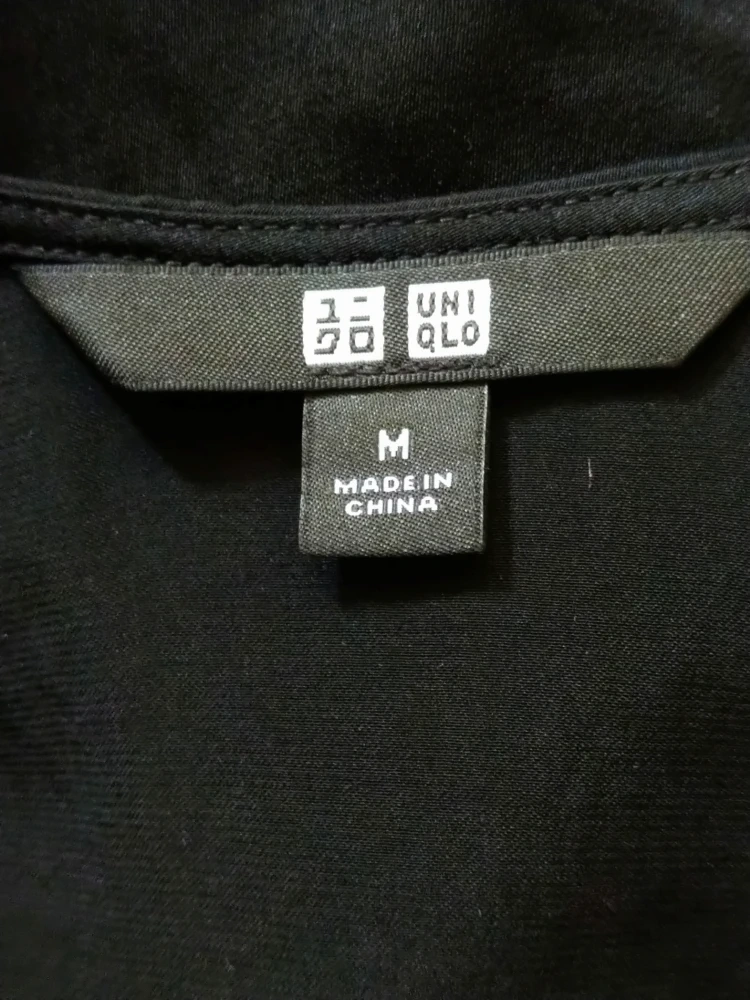 ユニ UNI
クロ QLO
M
MADE IN
CHINA